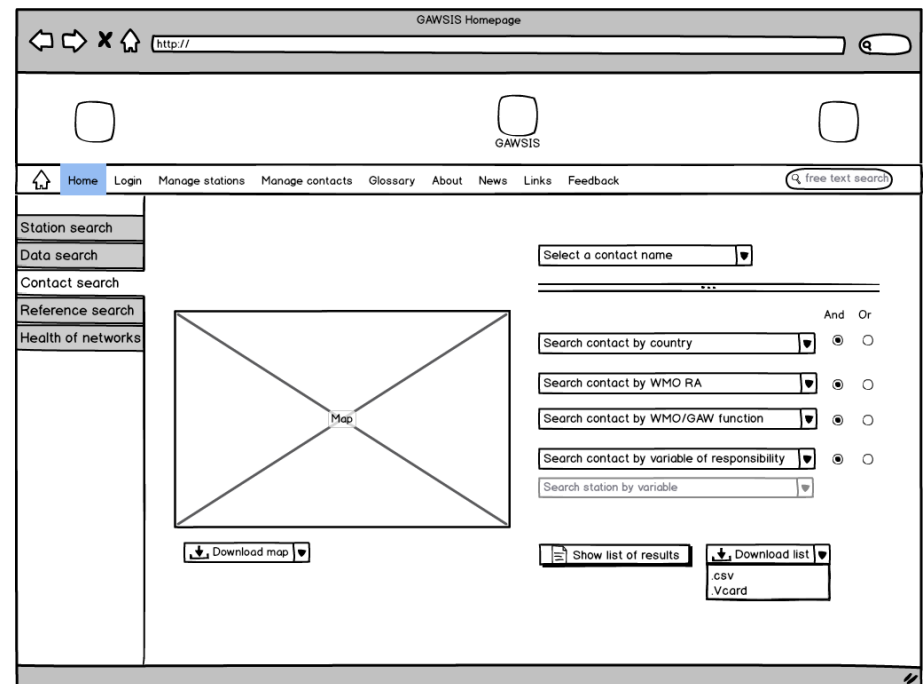 GAWSIS Homepage
http://
GAWSIS
Home Login Manage stations Manage contacts Glossary About News Links Feedback free text search
Station search
Data search
Contact search
Reference search
Health of networks
Map
Download map
Select a contact name
And Or
Search contact by country
Search contact by WMO RA
Search contact by WMO/GAW function
Search contact by variable of responsibility
Search station by variable
Show list of results Download list
.csv
.Vcard